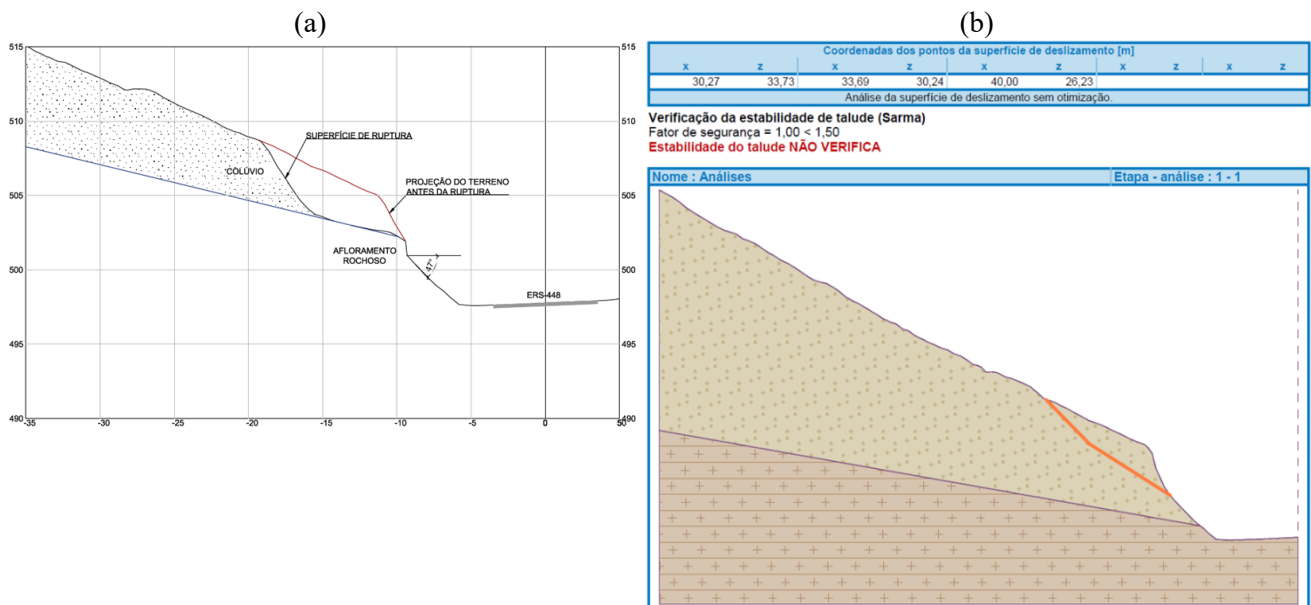 (a)
(b)
515
510
505
500
495
490
515
510
505
500
495
490
-35
-30
-25
-20
-15
-10
-5
0
5
SUPERFÍCIE DE RUPTURA
COLÚVIO
PROJEÇÃO DO TERRENO
ANTES DA RUPTURA
AFLORAMENTO
ROCHOSO
47°
ERS-448
Coordenadas dos pontos da superfície de deslizamento [m]
x z x z x z x z x z
30,27 33,73 33,69 30,24 40,00 26,23
Análise da superfície de deslizamento sem otimização.
Verificação da estabilidade de talude (Sarma)
Fator de segurança = 1,00 < 1,50
Estabilidade do talude NÃO VERIFICA
Nome : Análises Etapa - análise : 1 - 1